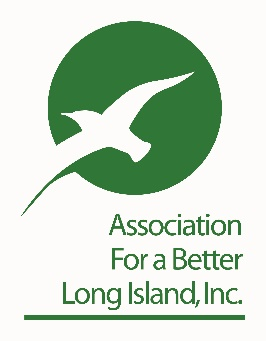 Association
For a Better
Long Island, Inc.